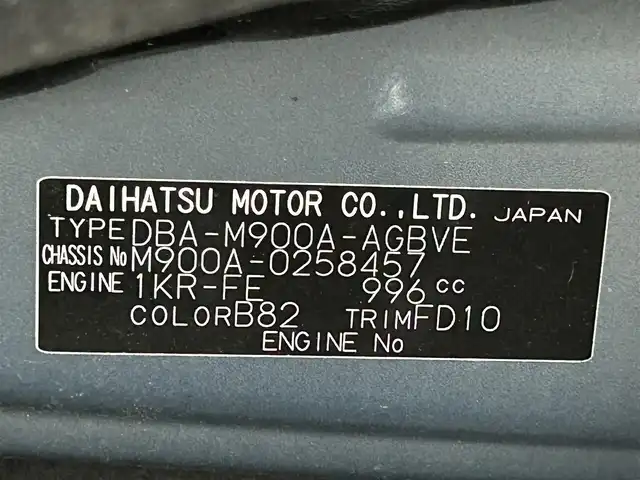 DAIHATSU MOTOR CO.,LTD. JAPAN
TYPE DBA-M900A-AGBVE
CHASSIS No M900A-0258457
ENGINE 1KR-FE 996 cc
COLOR B82 TRIM FD10
ENGINE No